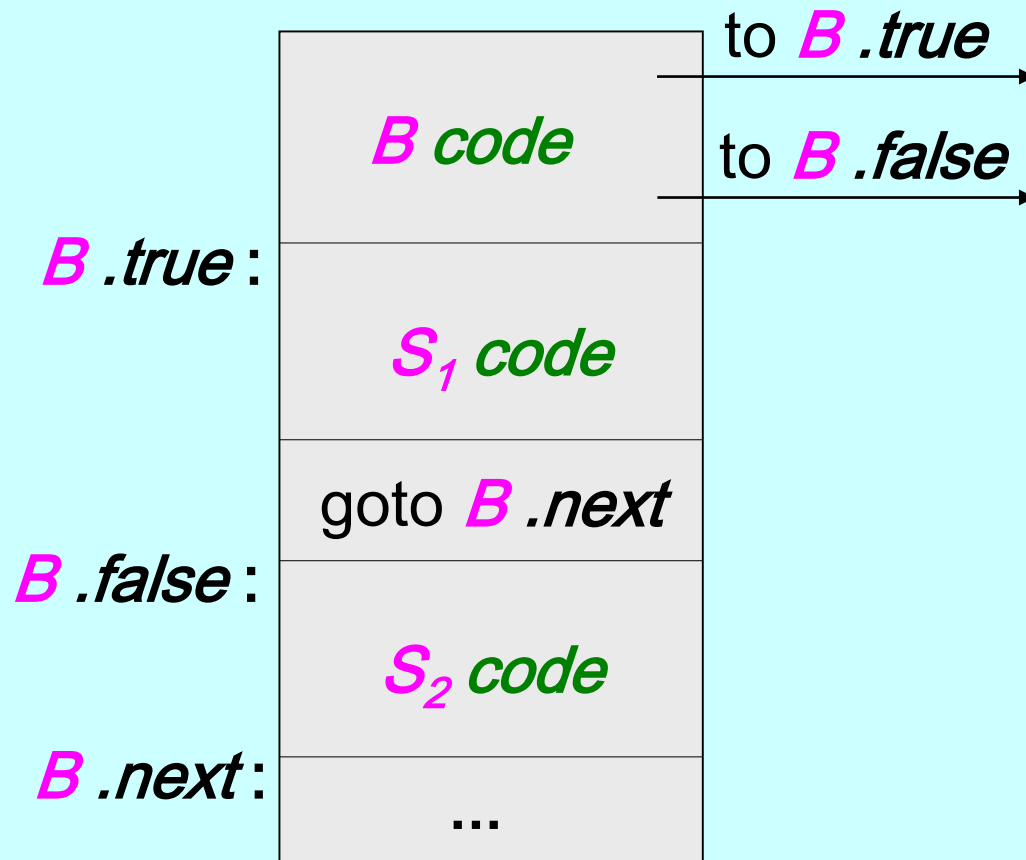 to B .true
B code
to B .false
B .true :
S₁ code
goto B .next
B .false :
S₂ code
B .next :
...